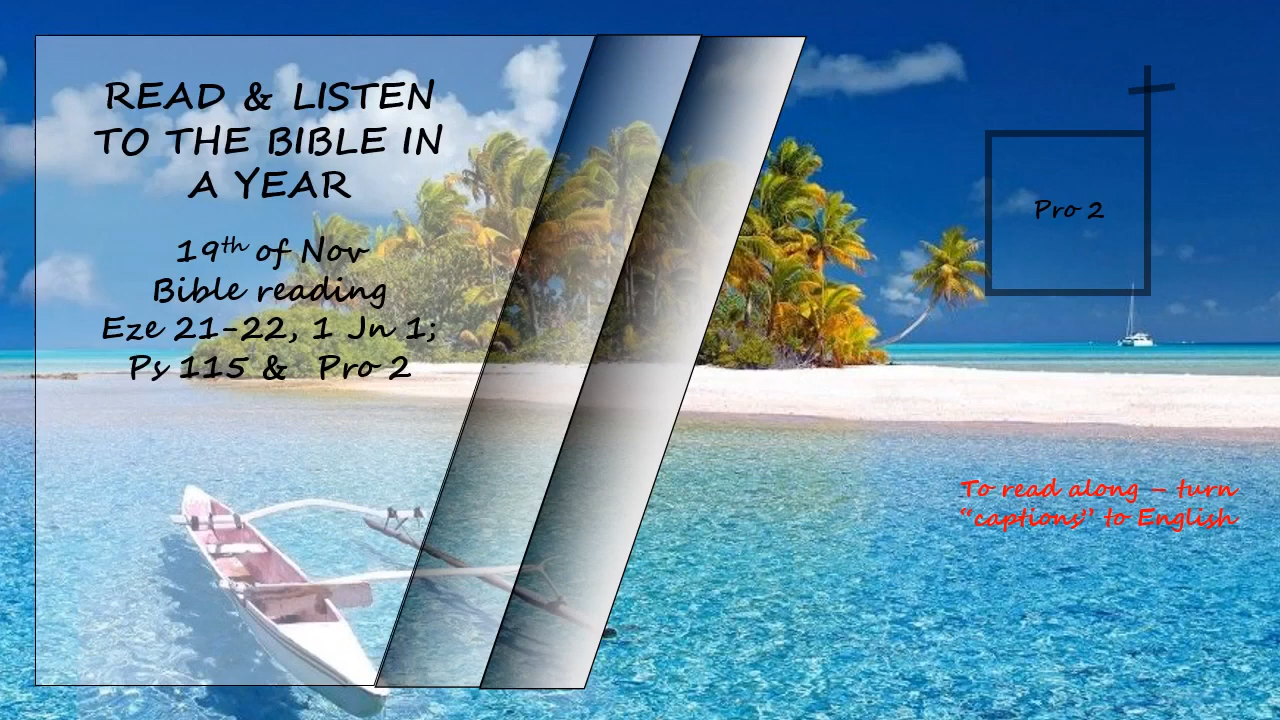 READ & LISTEN
TO THE BIBLE IN
A YEAR
19th of Nov
Bible reading
Eze 21-22, 1 Jn 1;
Ps 115 & Pro 2
Pro 2
To read along – turn
“captions” to English